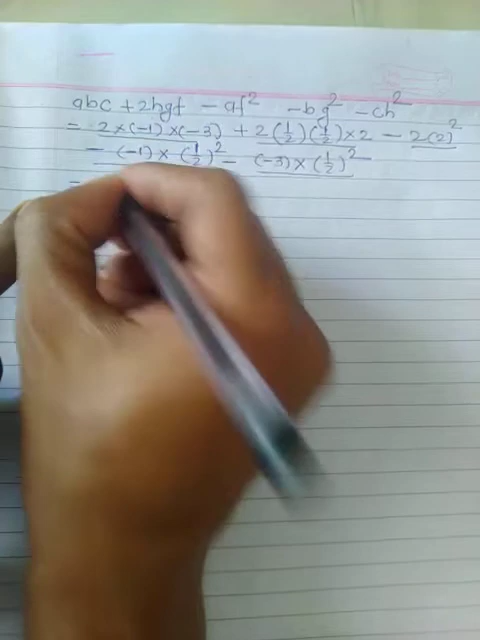 abc + 2hgf - af² - bg² - ch²
= 2×(-1)×(-3) + 2(1/2)(1/2)×2 - 2(2)²
- (-1)×(1/2)² - (-3)×(1/2)²
=